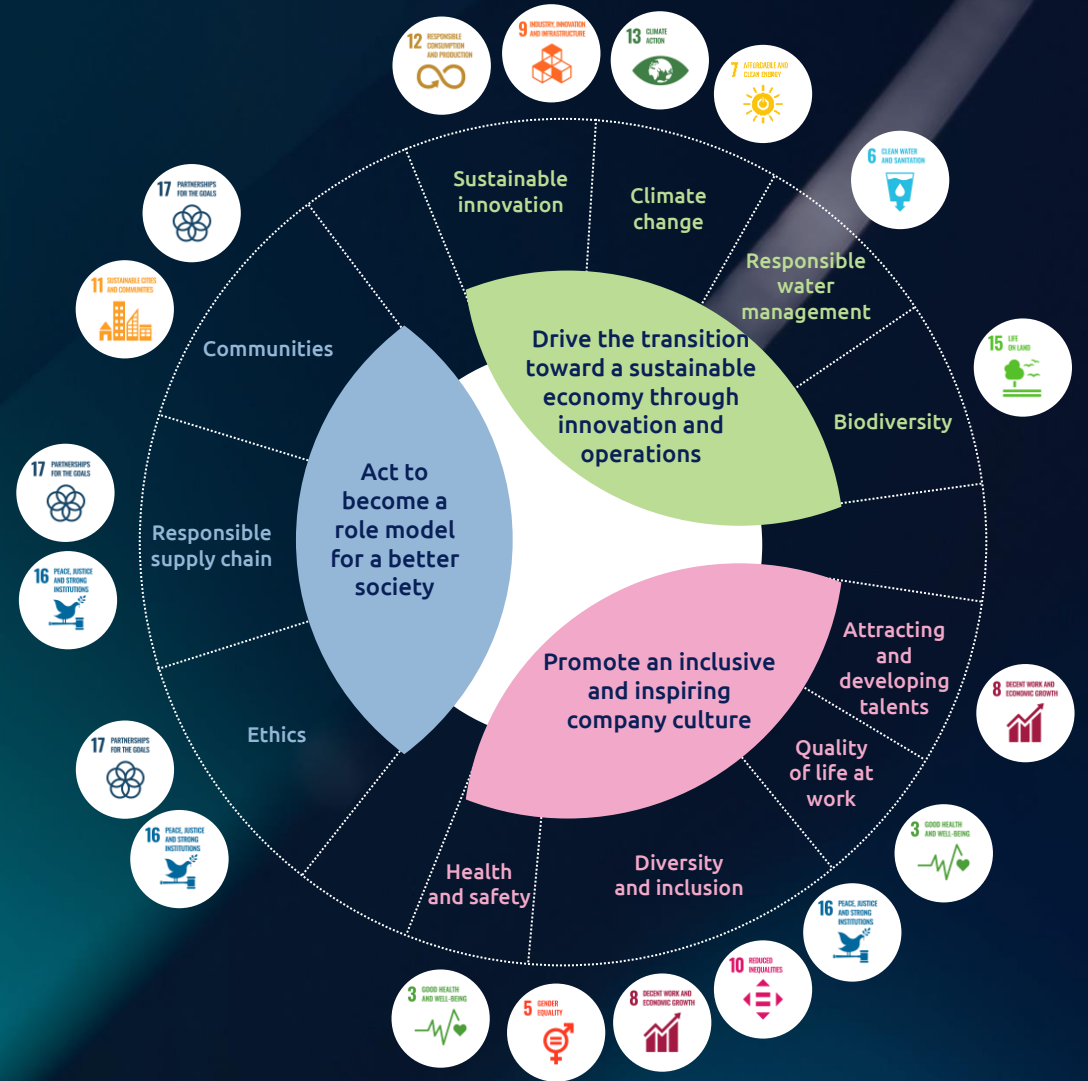 12 RESPONSIBLE
CONSUMPTION
AND PRODUCTION
9 INDUSTRY, INNOVATION
AND INFRASTRUCTURE
13 CLIMATE
ACTION
7 AFFORDABLE AND
CLEAN ENERGY
6 CLEAN WATER
AND SANITATION
15 LIFE
ON LAND
Sustainable
innovation
Climate
change
Responsible
water
management
Biodiversity
Drive the transition
toward a sustainable
economy through
innovation and
operations
17 PARTNERSHIPS
FOR THE GOALS
11 SUSTAINABLE CITIES
AND COMMUNITIES
Communities
17 PARTNERSHIPS
FOR THE GOALS
16 PEACE, JUSTICE
AND STRONG
INSTITUTIONS
Responsible
supply chain
17 PARTNERSHIPS
FOR THE GOALS
16 PEACE, JUSTICE
AND STRONG
INSTITUTIONS
Ethics
Act to
become a
role model
for a better
society
Promote an inclusive
and inspiring
company culture
Attracting
and
developing
talents
8 DECENT WORK AND
ECONOMIC GROWTH
Quality
of life at
work
3 GOOD HEALTH
AND WELL-BEING
Diversity
and inclusion
16 PEACE, JUSTICE
AND STRONG
INSTITUTIONS
10 REDUCED
INEQUALITIES
8 DECENT WORK AND
ECONOMIC GROWTH
5 GENDER
EQUALITY
Health
and safety
3 GOOD HEALTH
AND WELL-BEING